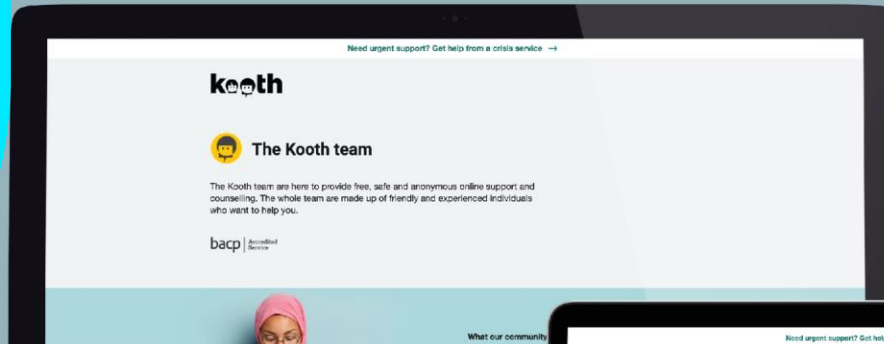 Need urgent support? Get help from a crisis service →
kooth
The Kooth team
The Kooth team are here to provide free, safe and anonymous online support and
counselling. The whole team are made up of friendly and experienced individuals
who want to help you.
bacp | Accredited
Service
What our community
Need urgent support? Get hel